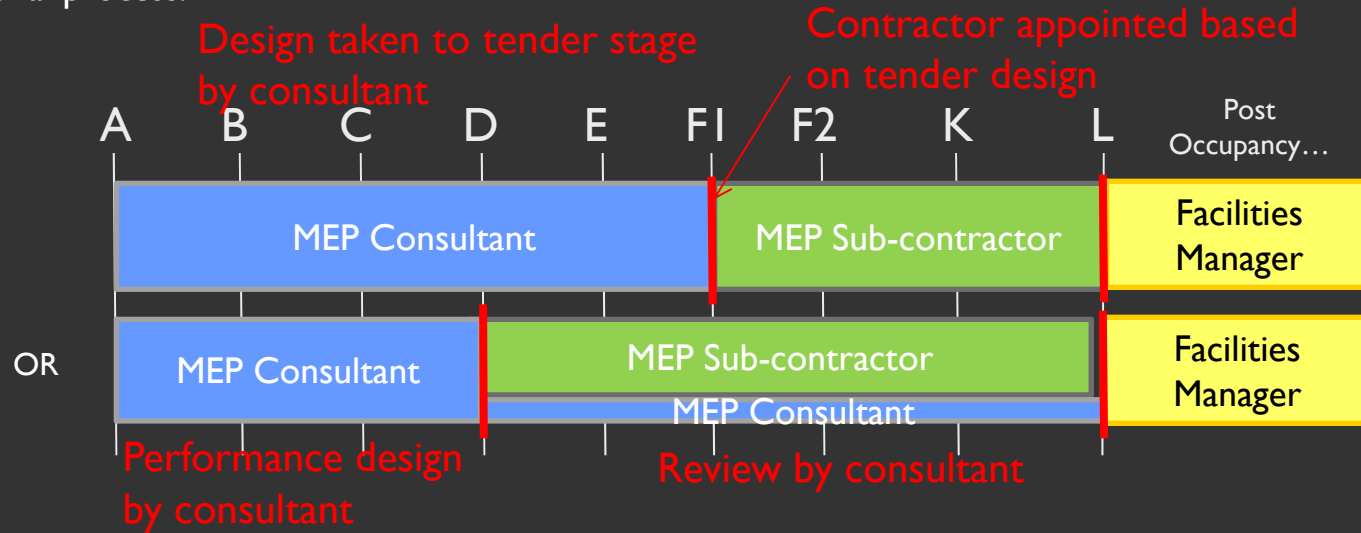 process.
Design taken to tender stage
by consultant
Contractor appointed based
on tender design
A B C D E F1 F2 K L
Post
Occupancy…
MEP Consultant
MEP Sub-contractor
Facilities
Manager
OR
MEP Consultant
MEP Sub-contractor
MEP Consultant
Facilities
Manager
Performance design
by consultant
Review by consultant